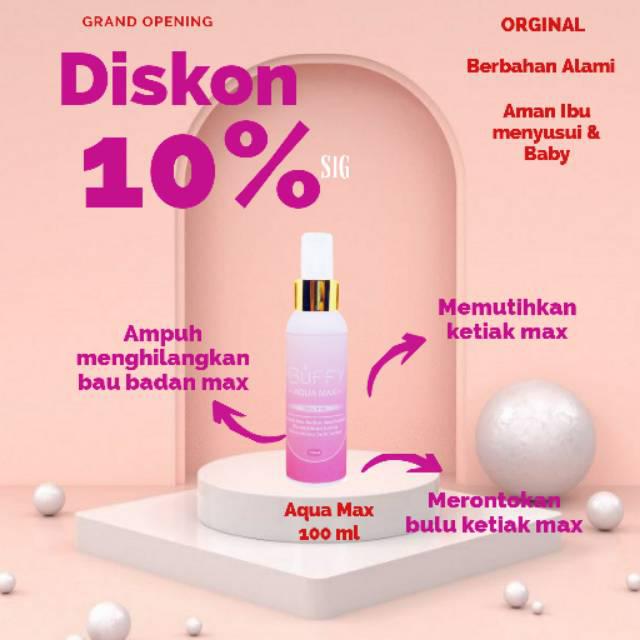 GRAND OPENING
Diskon
10%
SIG
ORGINAL
Berbahan Alami
Aman Ibu
menyusui &
Baby
Ampuh
menghilangkan
bau badan max
Memutihkan
ketiak max
BUFFY
AQUA MAX
Aqua Max
100 ml
Merontokan
bulu ketiak max